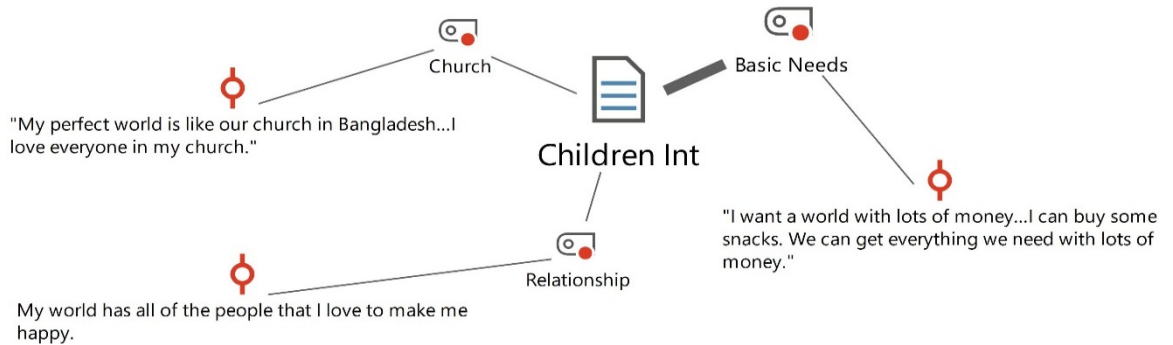 Church
Basic Needs
"My perfect world is like our church in Bangladesh...I
love everyone in my church."
Children Int
"I want a world with lots of money...I can buy some
snacks. We can get everything we need with lots of
money."
Relationship
My world has all of the people that I love to make me
happy.